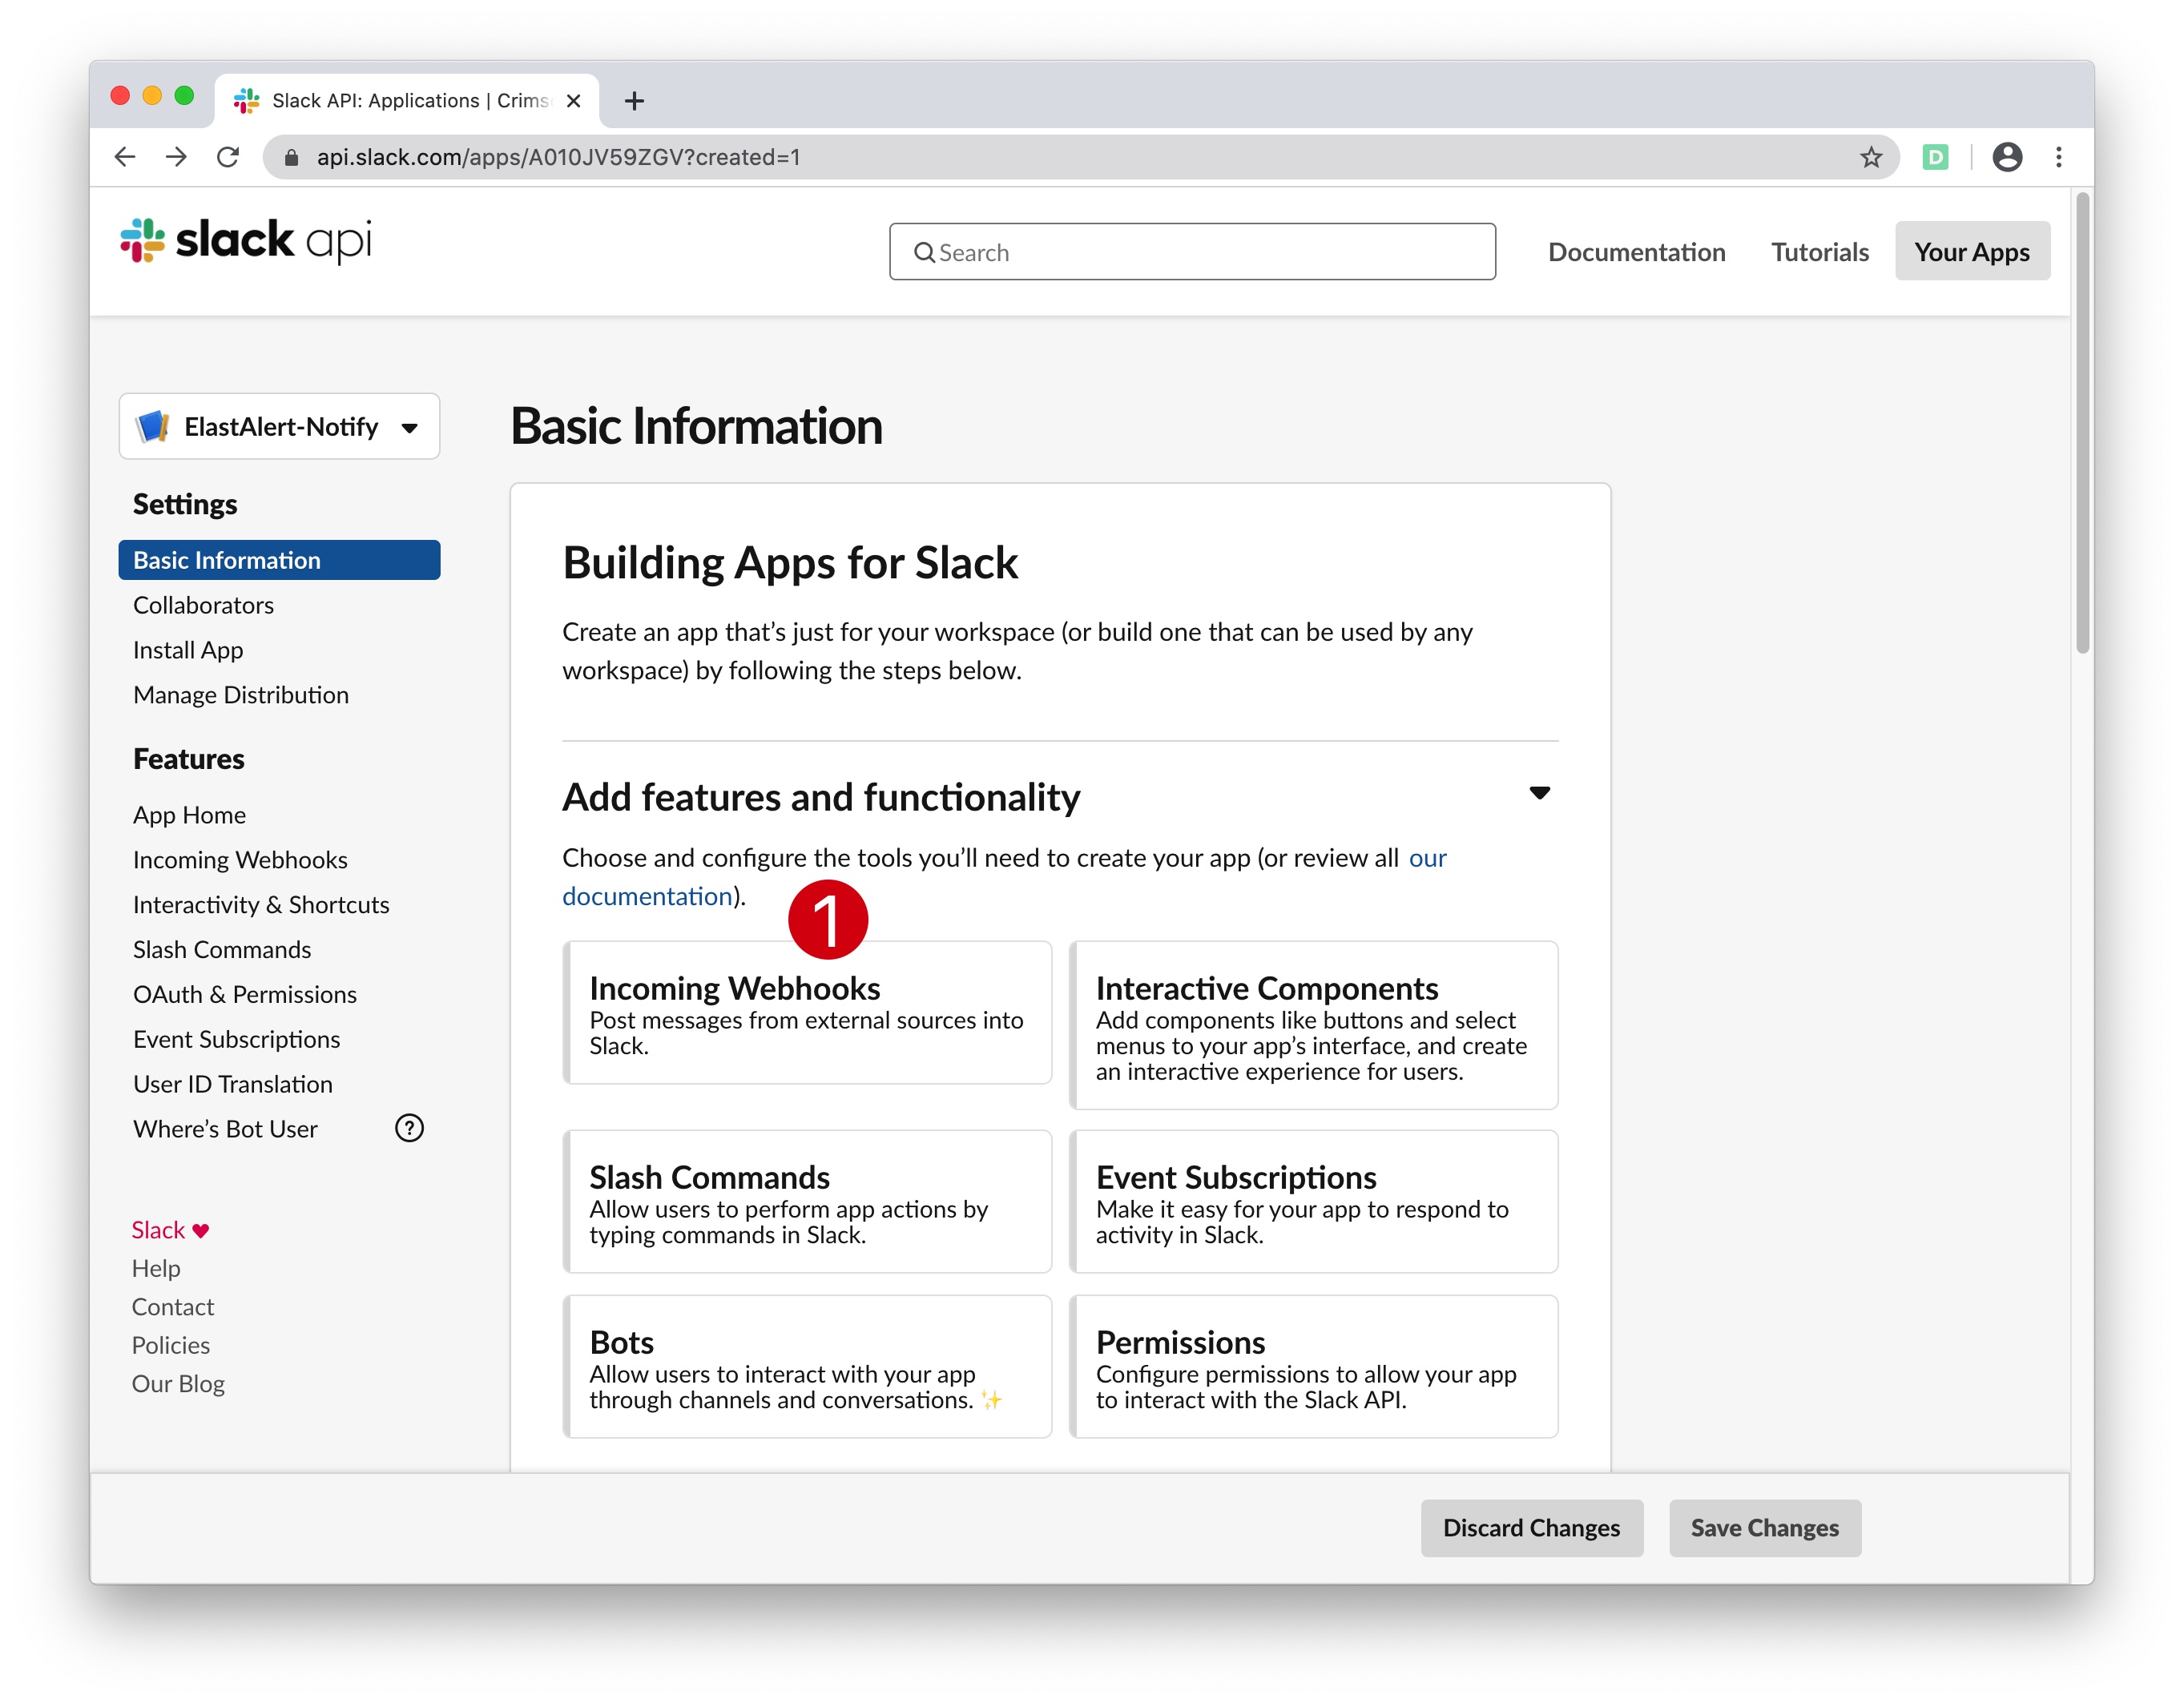 Slack API: Applications | Crims
api.slack.com/apps/A010JV59ZGV?created=1
D
slack api
Search
Documentation
Tutorials
Your Apps
ElastAlert-Notify
Settings
Basic Information
Collaborators
Install App
Manage Distribution
Features
App Home
Incoming Webhooks
Interactivity & Shortcuts
Slash Commands
OAuth & Permissions
Event Subscriptions
User ID Translation
Where’s Bot User
?
Slack ♥
Help
Contact
Policies
Our Blog
Basic Information
Building Apps for Slack
Create an app that’s just for your workspace (or build one that can be used by any
workspace) by following the steps below.
Add features and functionality
Choose and configure the tools you’ll need to create your app (or review all our
documentation).
1
Incoming Webhooks
Post messages from external sources into
Slack.
Interactive Components
Add components like buttons and select
menus to your app’s interface, and create
an interactive experience for users.
Slash Commands
Allow users to perform app actions by
typing commands in Slack.
Event Subscriptions
Make it easy for your app to respond to
activity in Slack.
Bots
Allow users to interact with your app
through channels and conversations. ✨
Permissions
Configure permissions to allow your app
to interact with the Slack API.
Discard Changes
Save Changes